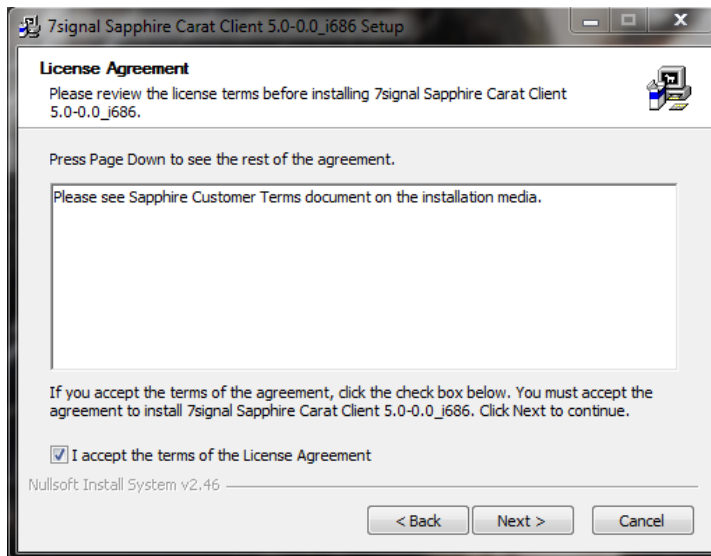 7signal Sapphire Carat Client 5.0-0.0_i686 Setup
License Agreement
Please review the license terms before installing 7signal Sapphire Carat Client
5.0-0.0_i686.
Press Page Down to see the rest of the agreement.
Please see Sapphire Customer Terms document on the installation media.
If you accept the terms of the agreement, click the check box below. You must accept the
agreement to install 7signal Sapphire Carat Client 5.0-0.0_i686. Click Next to continue.
I accept the terms of the License Agreement
Nullsoft Install System v2.46
< Back Next > Cancel